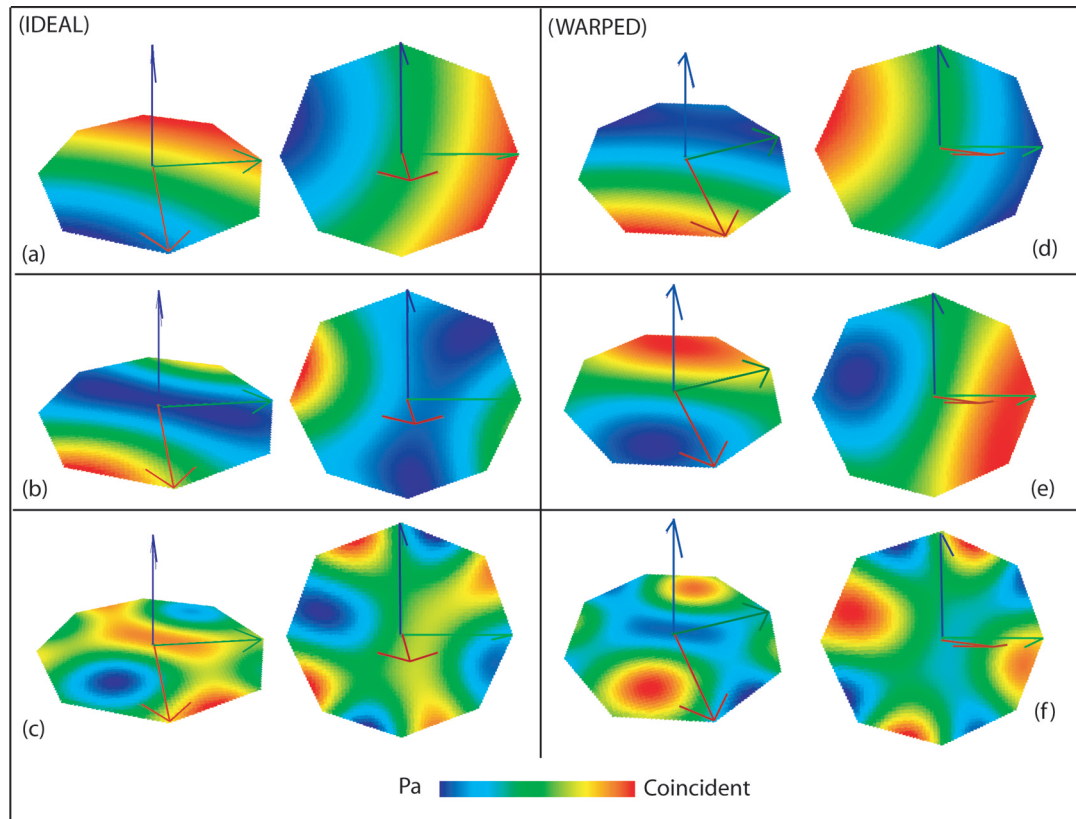 (IDEAL)
(WARPED)
(a)
(d)
(b)
(e)
(c)
(f)
Pa Coincident